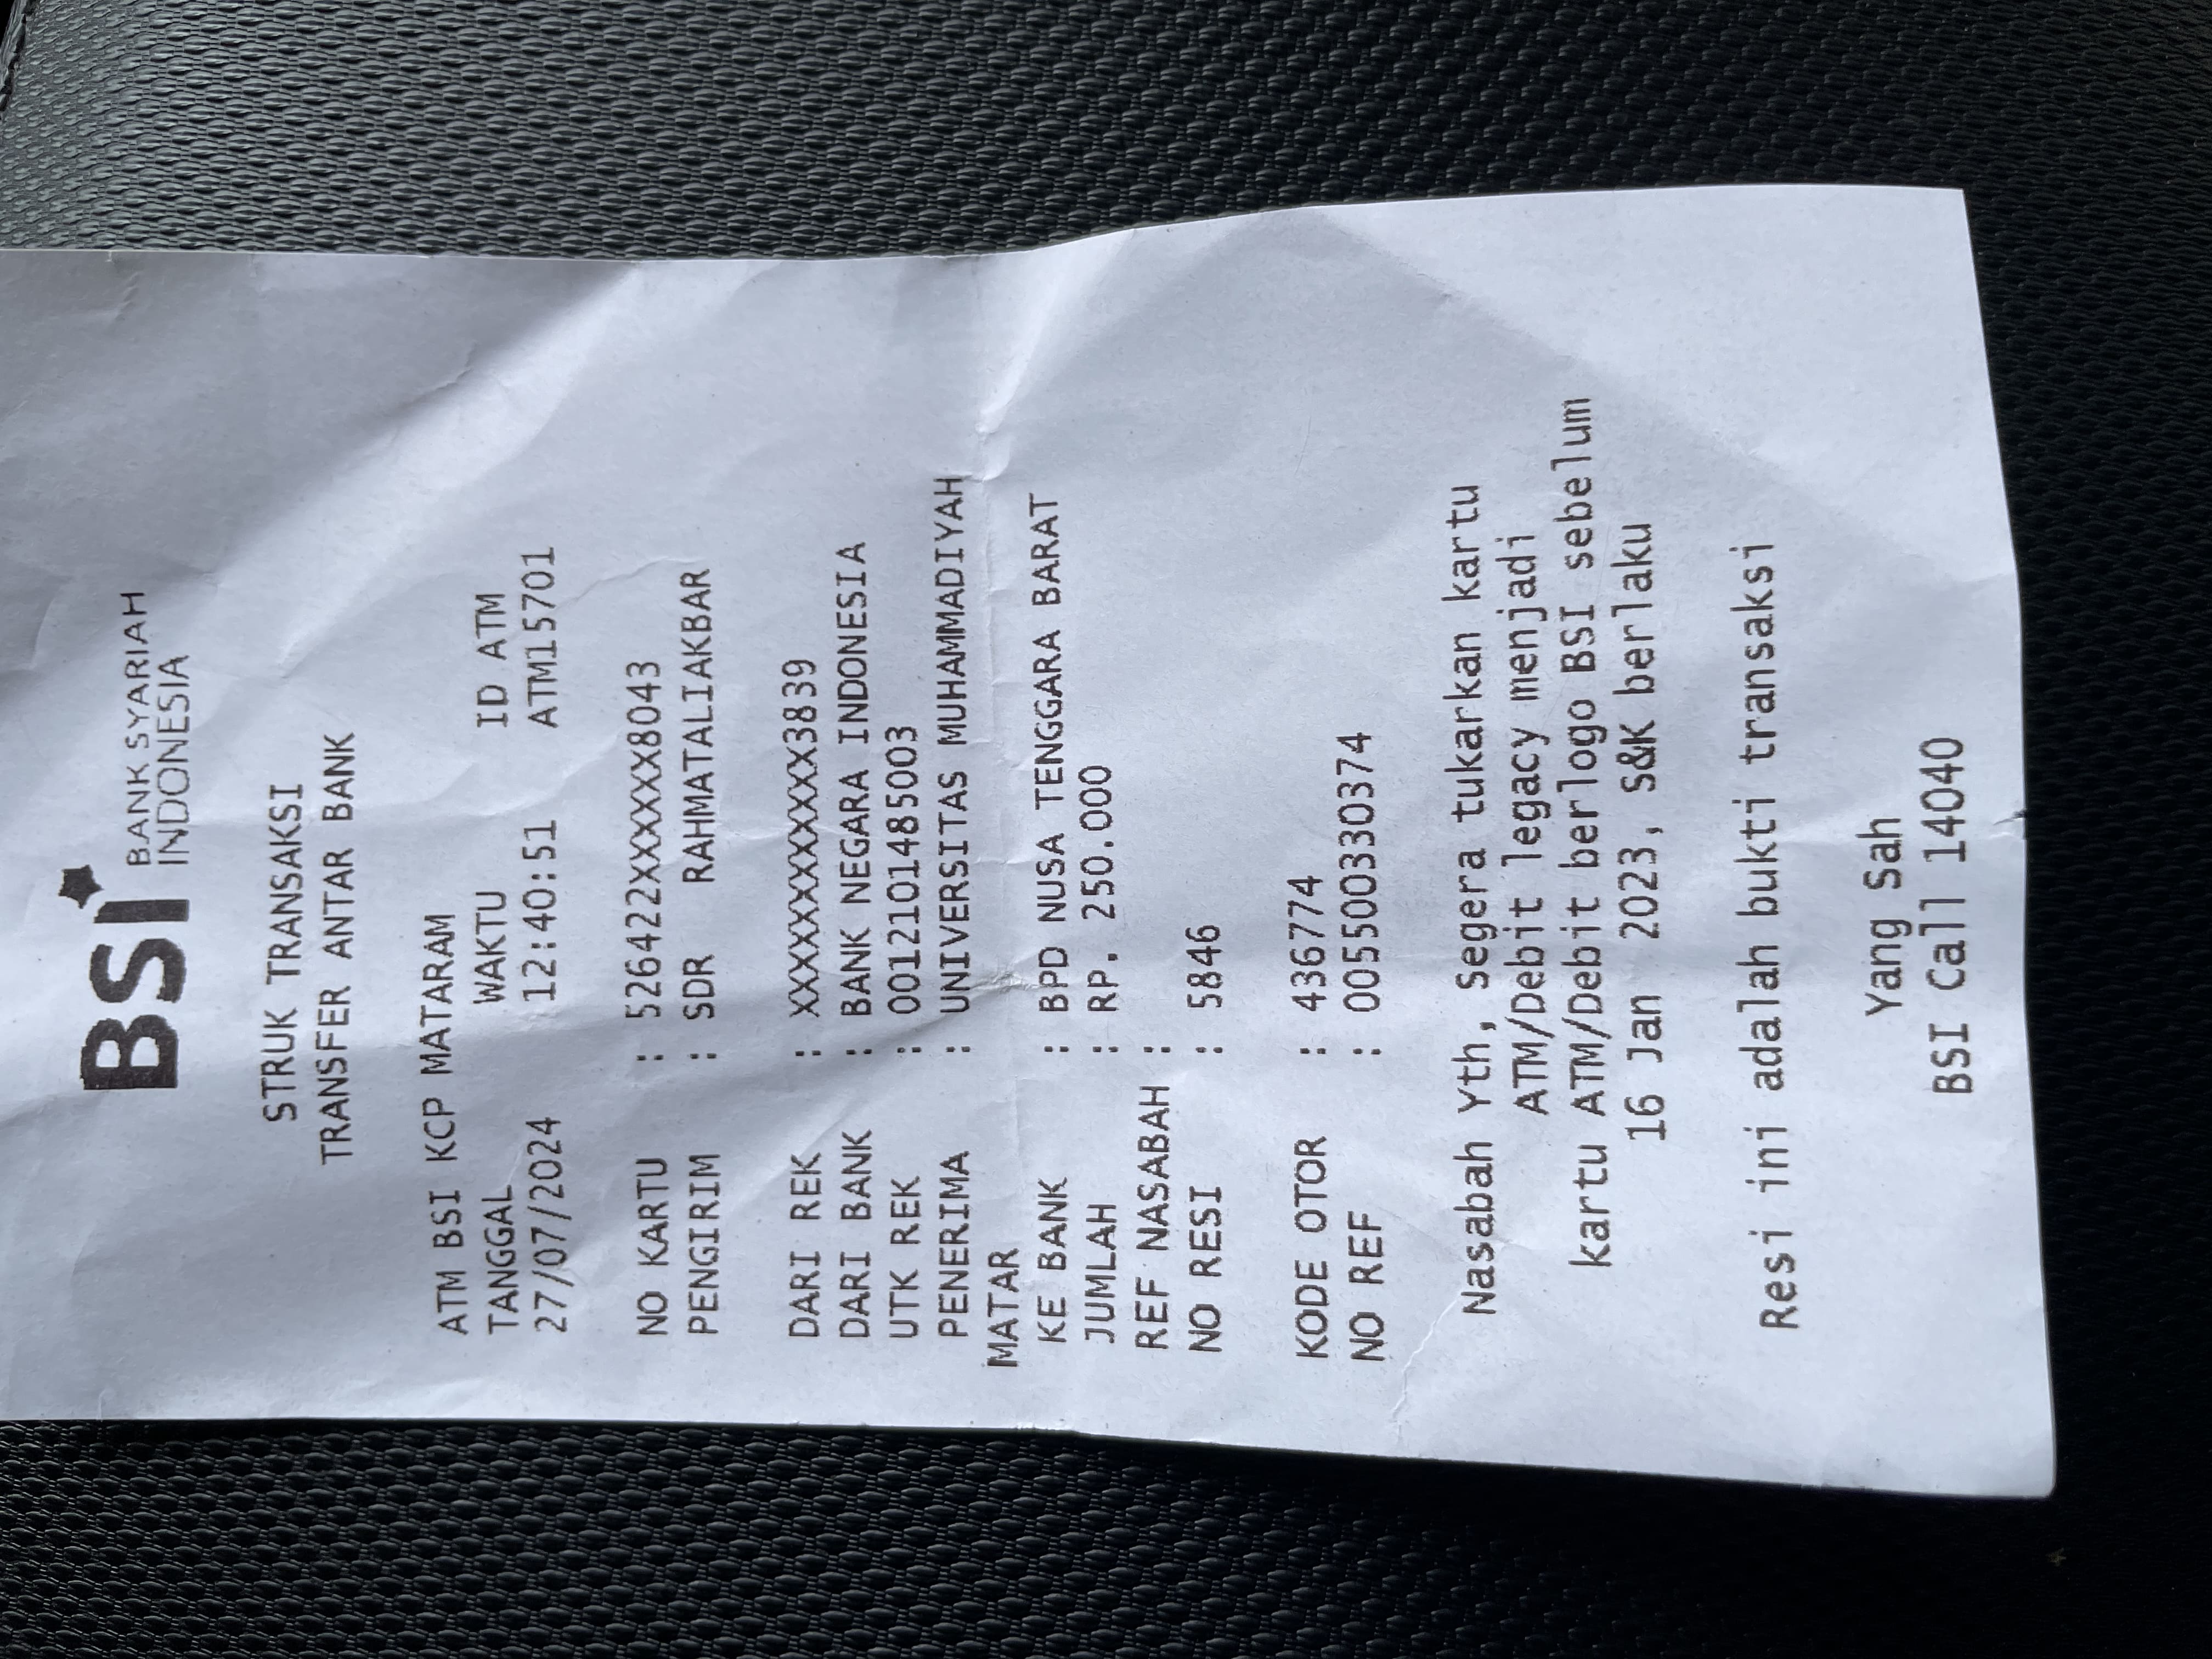 BSI BANK SYARIAH
INDONESIA
STRUK TRANSAKSI
TRANSFER ANTAR BANK
ATM BSI KCP MATARAM
TANGGAL WAKTU ID ATM
27/07/2024 12:40:51 ATM15701
NO KARTU : 526422XXXXXX8043
PENGIRIM : SDR RAHMATALIAKBAR
DARI REK : XXXXXXXXXXXX3839
DARI BANK : BANK NEGARA INDONESIA
UTK REK : 0012101485003
PENERIMA : UNIVERSITAS MUHAMMADIYAH
MATAR
KE BANK : BPD NUSA TENGGARA BARAT
JUMLAH : RP. 250.000
REF NASABAH :
NO RESI : 5846
KODE OTOR : 436774
NO REF : 005500330374
Nasabah Yth, segera tukarkan kartu
ATM/Debit legacy menjadi
kartu ATM/Debit berlogo BSI sebelum
16 Jan 2023, S&K berlaku
Resi ini adalah bukti transaksi
Yang Sah
BSI Call 14040